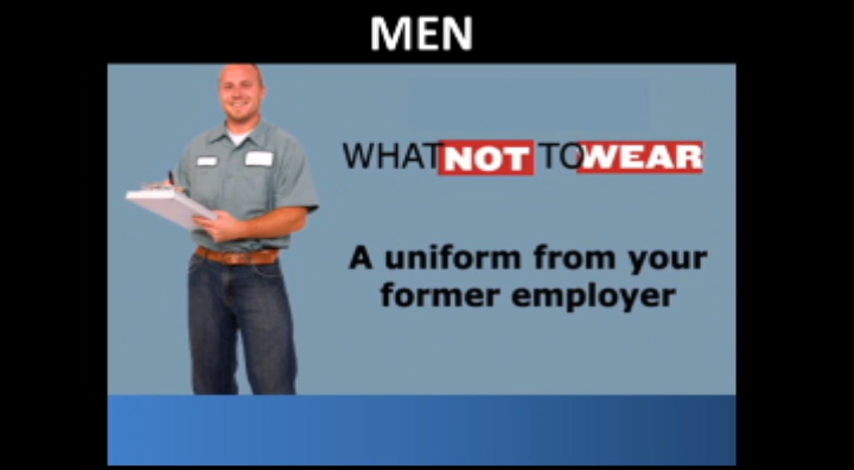 MEN
WHAT NOT TO WEAR
A uniform from your
former employer